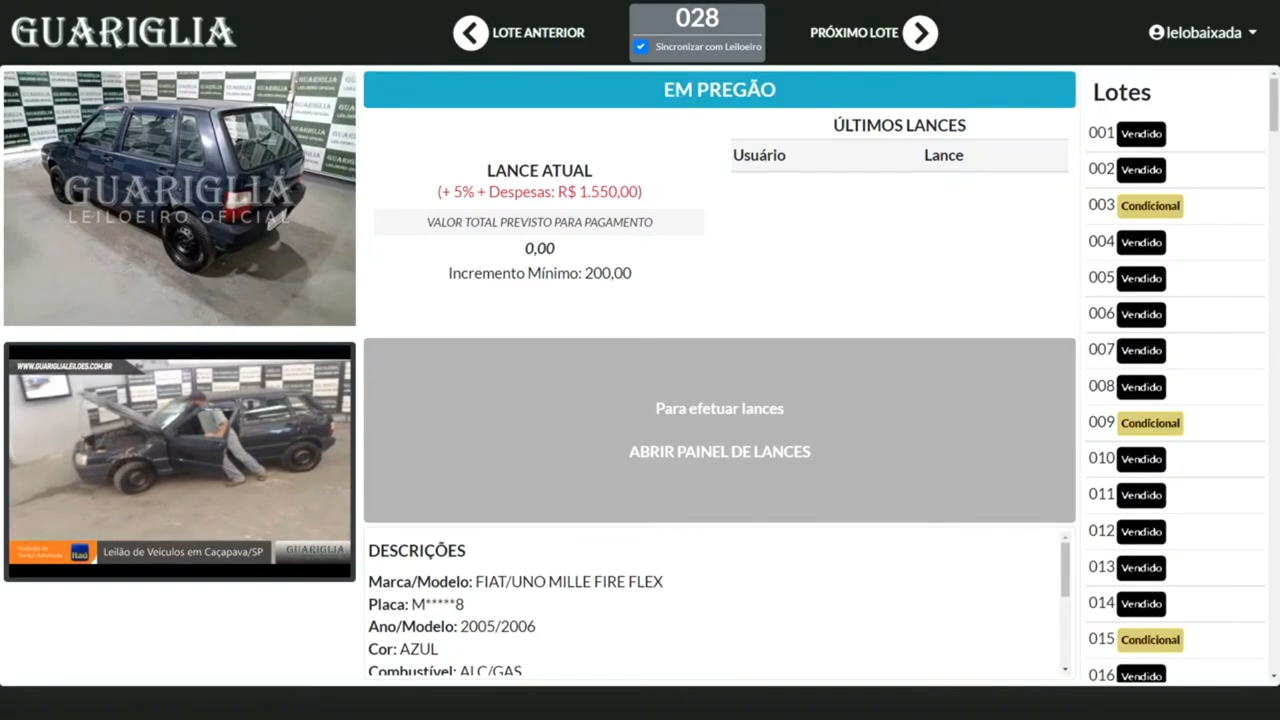 GUARIGLIA
LOTE ANTERIOR
028
Sincronizar com Leiloeiro
PRÓXIMO LOTE
lelobaixada
GUARIGLIA
LEILOEIRO OFICIAL
WWW.GUARIGLIALEILOES.COM.BR
Itaú
Leilão de Veículos em Caçapava/SP
GUARIGLIA
EM PREGÃO
LANCE ATUAL
(+ 5% + Despesas: R$ 1.550,00)
VALOR TOTAL PREVISTO PARA PAGAMENTO
0,00
Incremento Mínimo: 200,00
ÚLTIMOS LANCES
Usuário Lance
Para efetuar lances
ABRIR PAINEL DE LANCES
DESCRIÇÕES
Marca/Modelo: FIAT/UNO MILLE FIRE FLEX
Placa: M*****8
Ano/Modelo: 2005/2006
Cor: AZUL
Combustível: ALC/GAS
Lotes
001 Vendido
002 Vendido
003 Condicional
004 Vendido
005 Vendido
006 Vendido
007 Vendido
008 Vendido
009 Condicional
010 Vendido
011 Vendido
012 Vendido
013 Vendido
014 Vendido
015 Condicional
016 Vendido